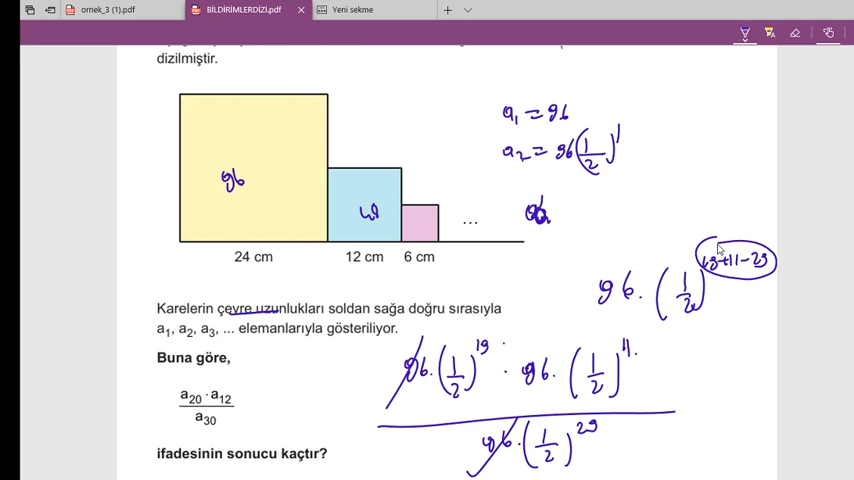 ornek_3 (1).pdf
BİLDİRİMLERDİZİ.pdf
Yeni sekme
dizilmiştir.
a₁ = 96
a₂ = 96(1/2)¹
96
48
...
24 cm
12 cm
6 cm
96 · (1/2)^19+11-29
Karelerin çevre uzunlukları soldan sağa doğru sırasıyla
a₁, a₂, a₃, ... elemanlarıyla gösteriliyor.
96 · (1/2)^19 · 96 · (1/2)^11
96 · (1/2)^29
Buna göre,
a₂₀ · a₁₂
a₃₀
ifadesinin sonucu kaçtır?